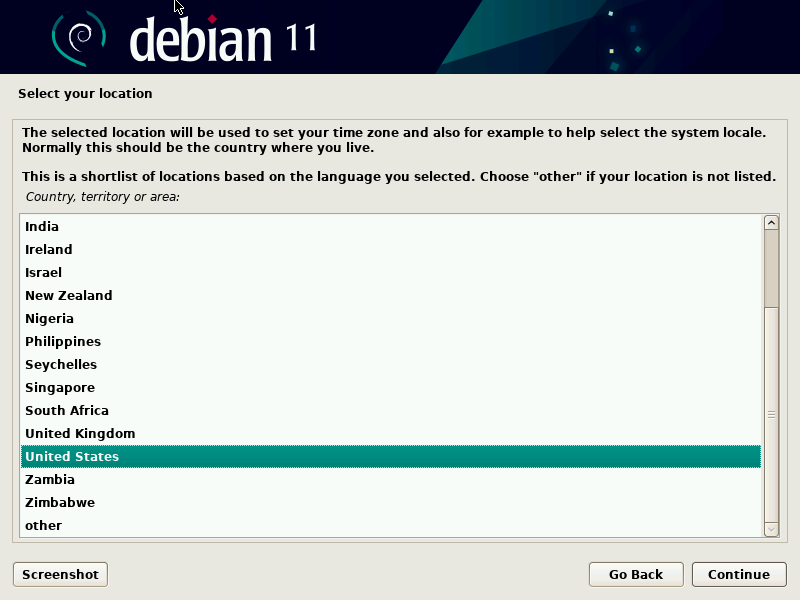 debian 11
Select your location
The selected location will be used to set your time zone and also for example to help select the system locale.
Normally this should be the country where you live.
This is a shortlist of locations based on the language you selected. Choose "other" if your location is not listed.
Country, territory or area:
India
Ireland
Israel
New Zealand
Nigeria
Philippines
Seychelles
Singapore
South Africa
United Kingdom
United States
Zambia
Zimbabwe
other
Screenshot
Go Back
Continue